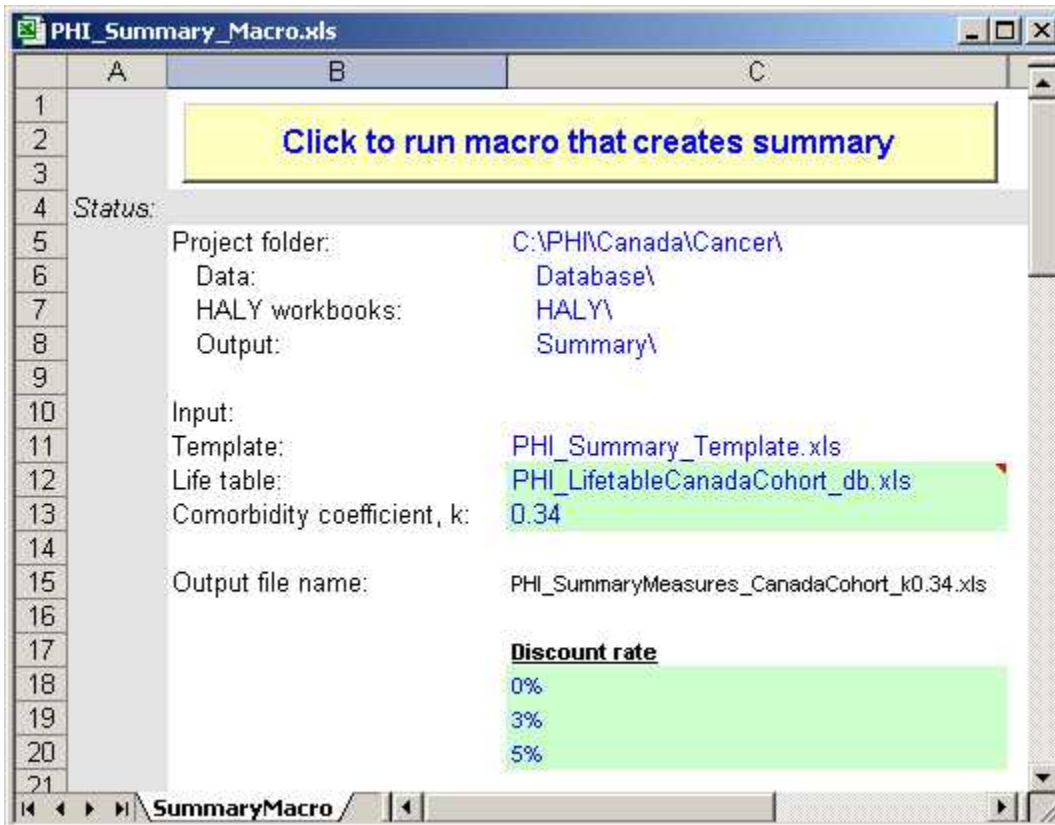 PHI_Summary_Macro.xls
A B C
1
2 Click to run macro that creates summary
3
4 Status:
5 Project folder: C:\PHI\Canada\Cancer\
6 Data: Database\
7 HALY workbooks: HALY\
8 Output: Summary\
9
10 Input:
11 Template: PHI_Summary_Template.xls
12 Life table: PHI_LifetableCanadaCohort_db.xls
13 Comorbidity coefficient, k: 0.34
14
15 Output file name: PHI_SummaryMeasures_CanadaCohort_k0.34.xls
16
17 Discount rate
18 0%
19 3%
20 5%
21
SummaryMacro